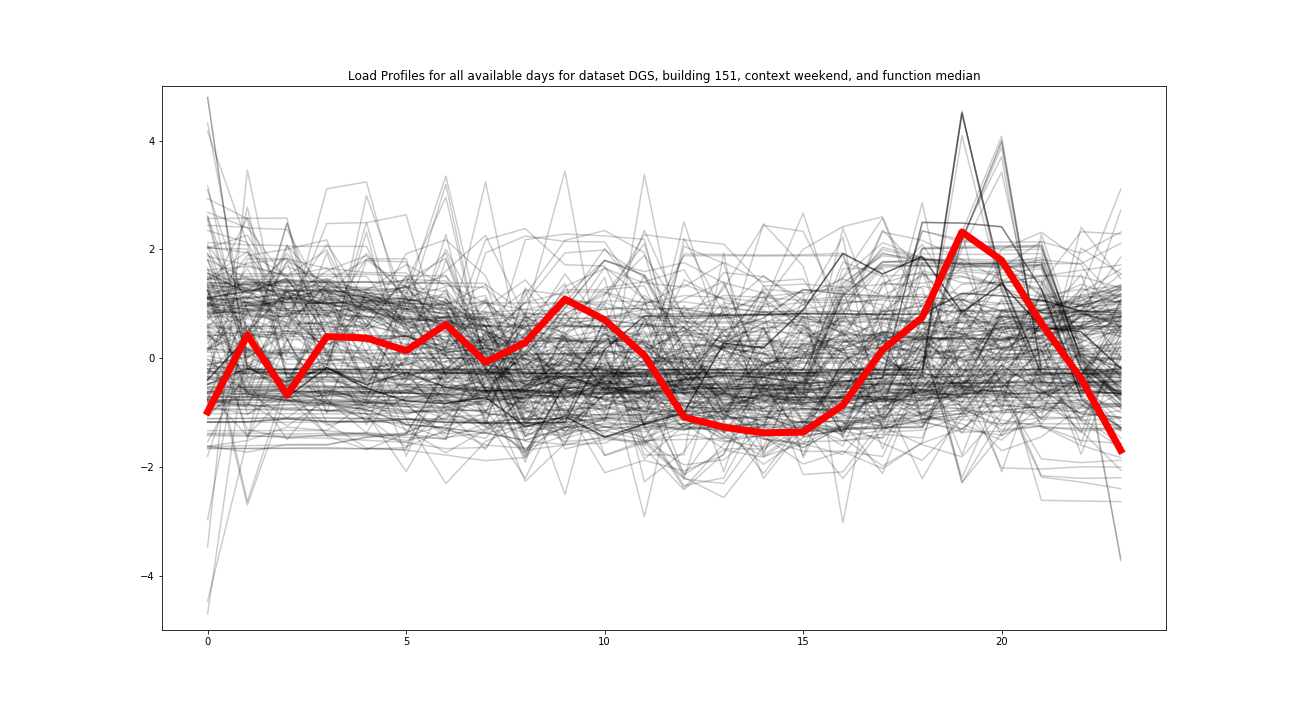 Load Profiles for all available days for dataset DGS, building 151, context weekend, and function median
4
2
0
−2
−4
0 5 10 15 20